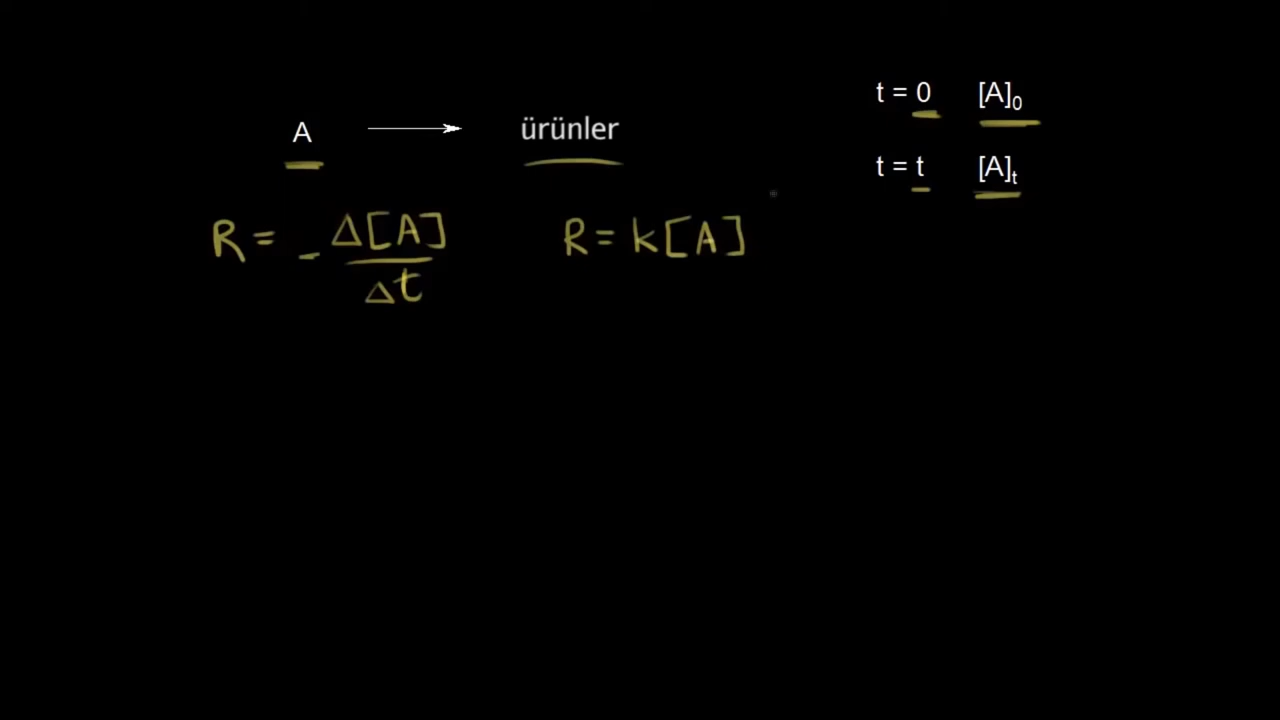 A → ürünler
t = 0 [A]₀
t = t [A]ₜ
R = - Δ[A] / Δt
R = k[A]